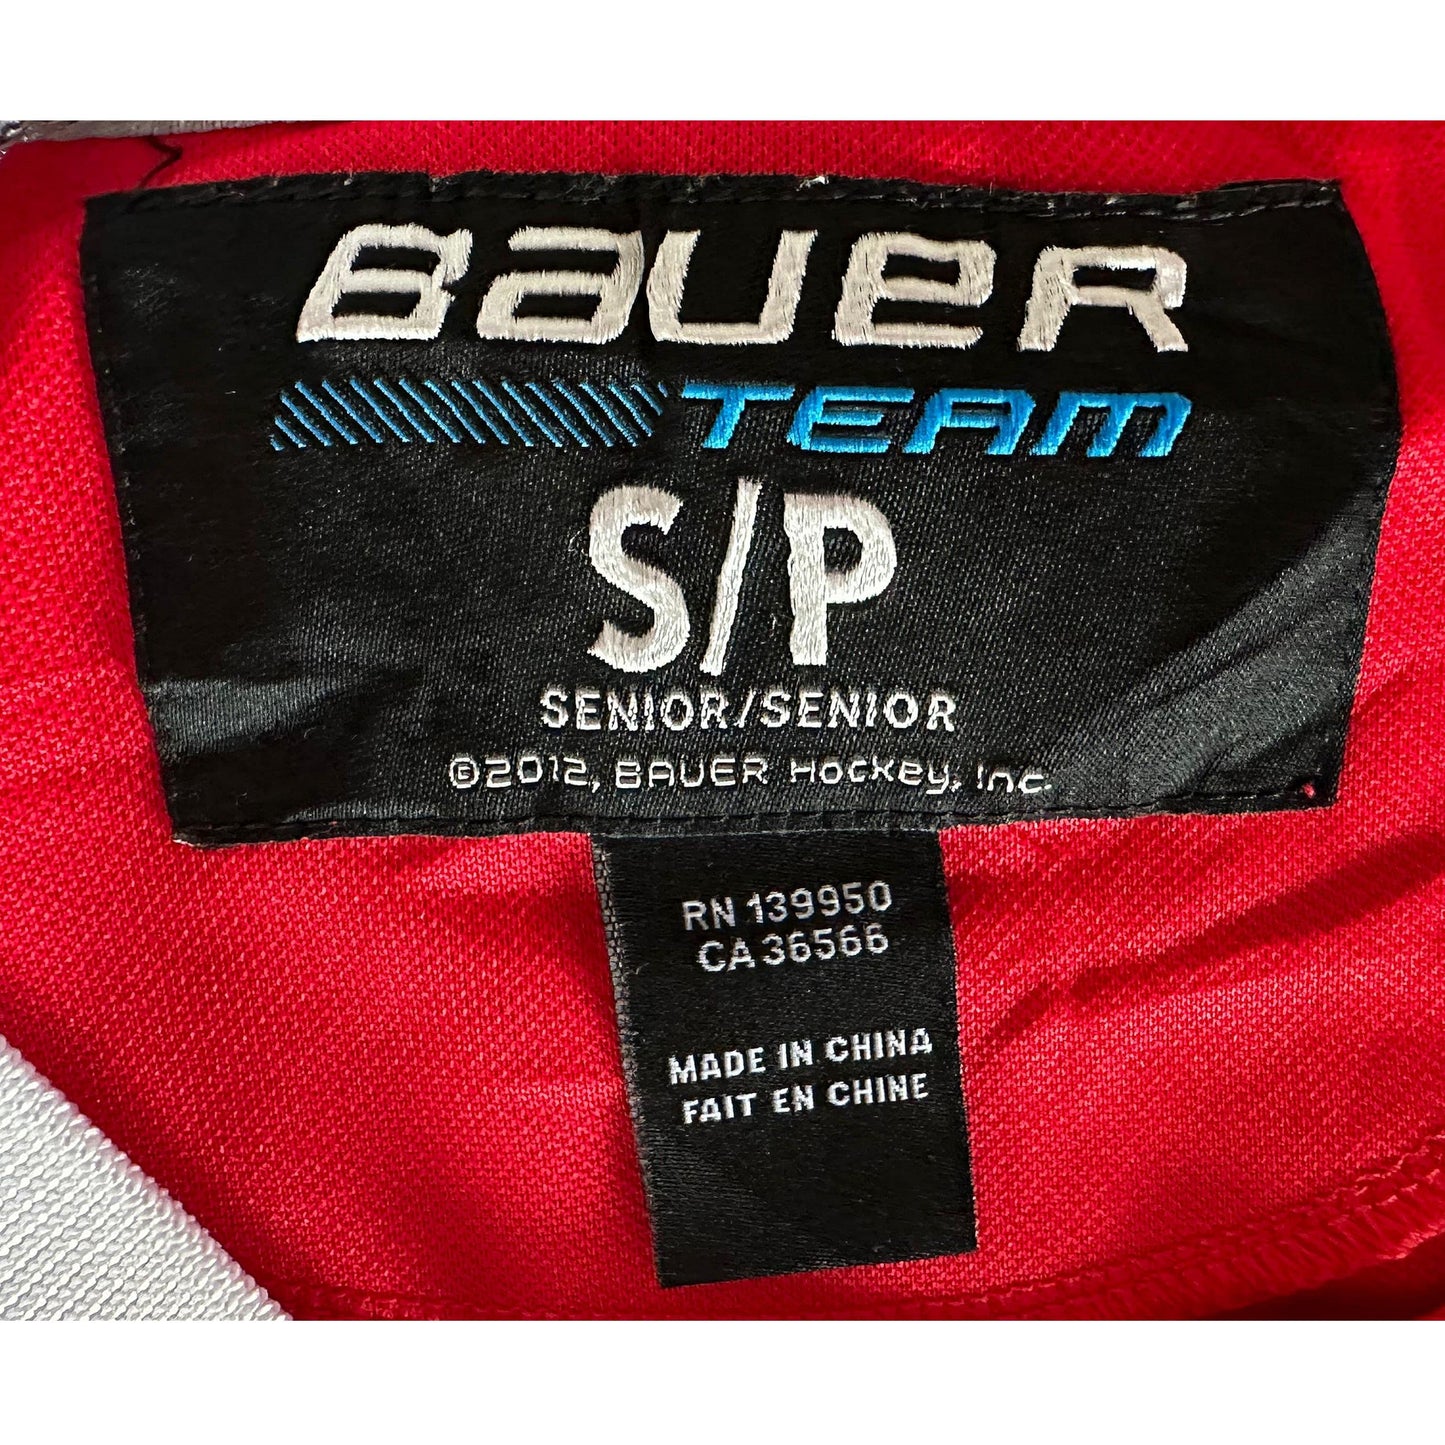 BAUER
TEAM
S/P
SENIOR/SENIOR
©2012, BAUER Hockey, Inc.
RN 139950
CA 36566
MADE IN CHINA
FAIT EN CHINE